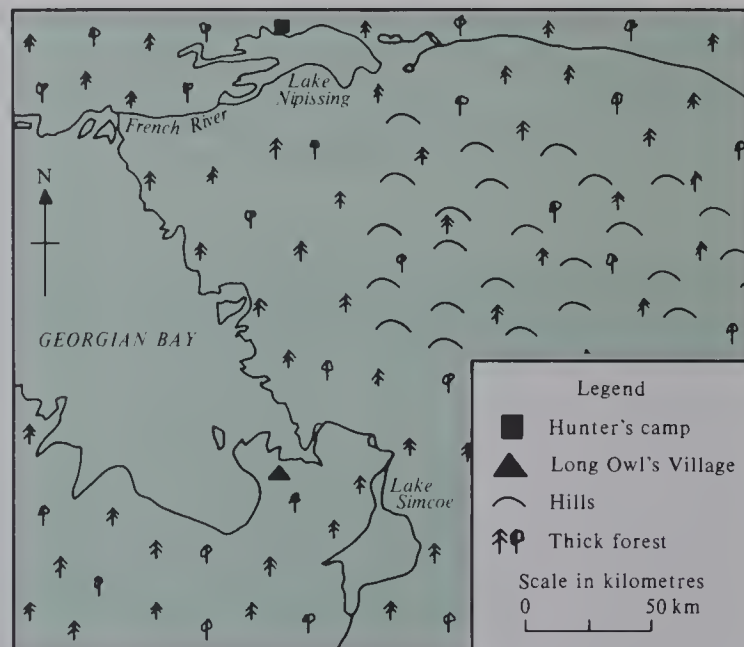 Lake
Nipissing
French River
N
GEORGIAN BAY
Lake
Simcoe
Legend
Hunter's camp
Long Owl's Village
Hills
Thick forest
Scale in kilometres
0 50 km